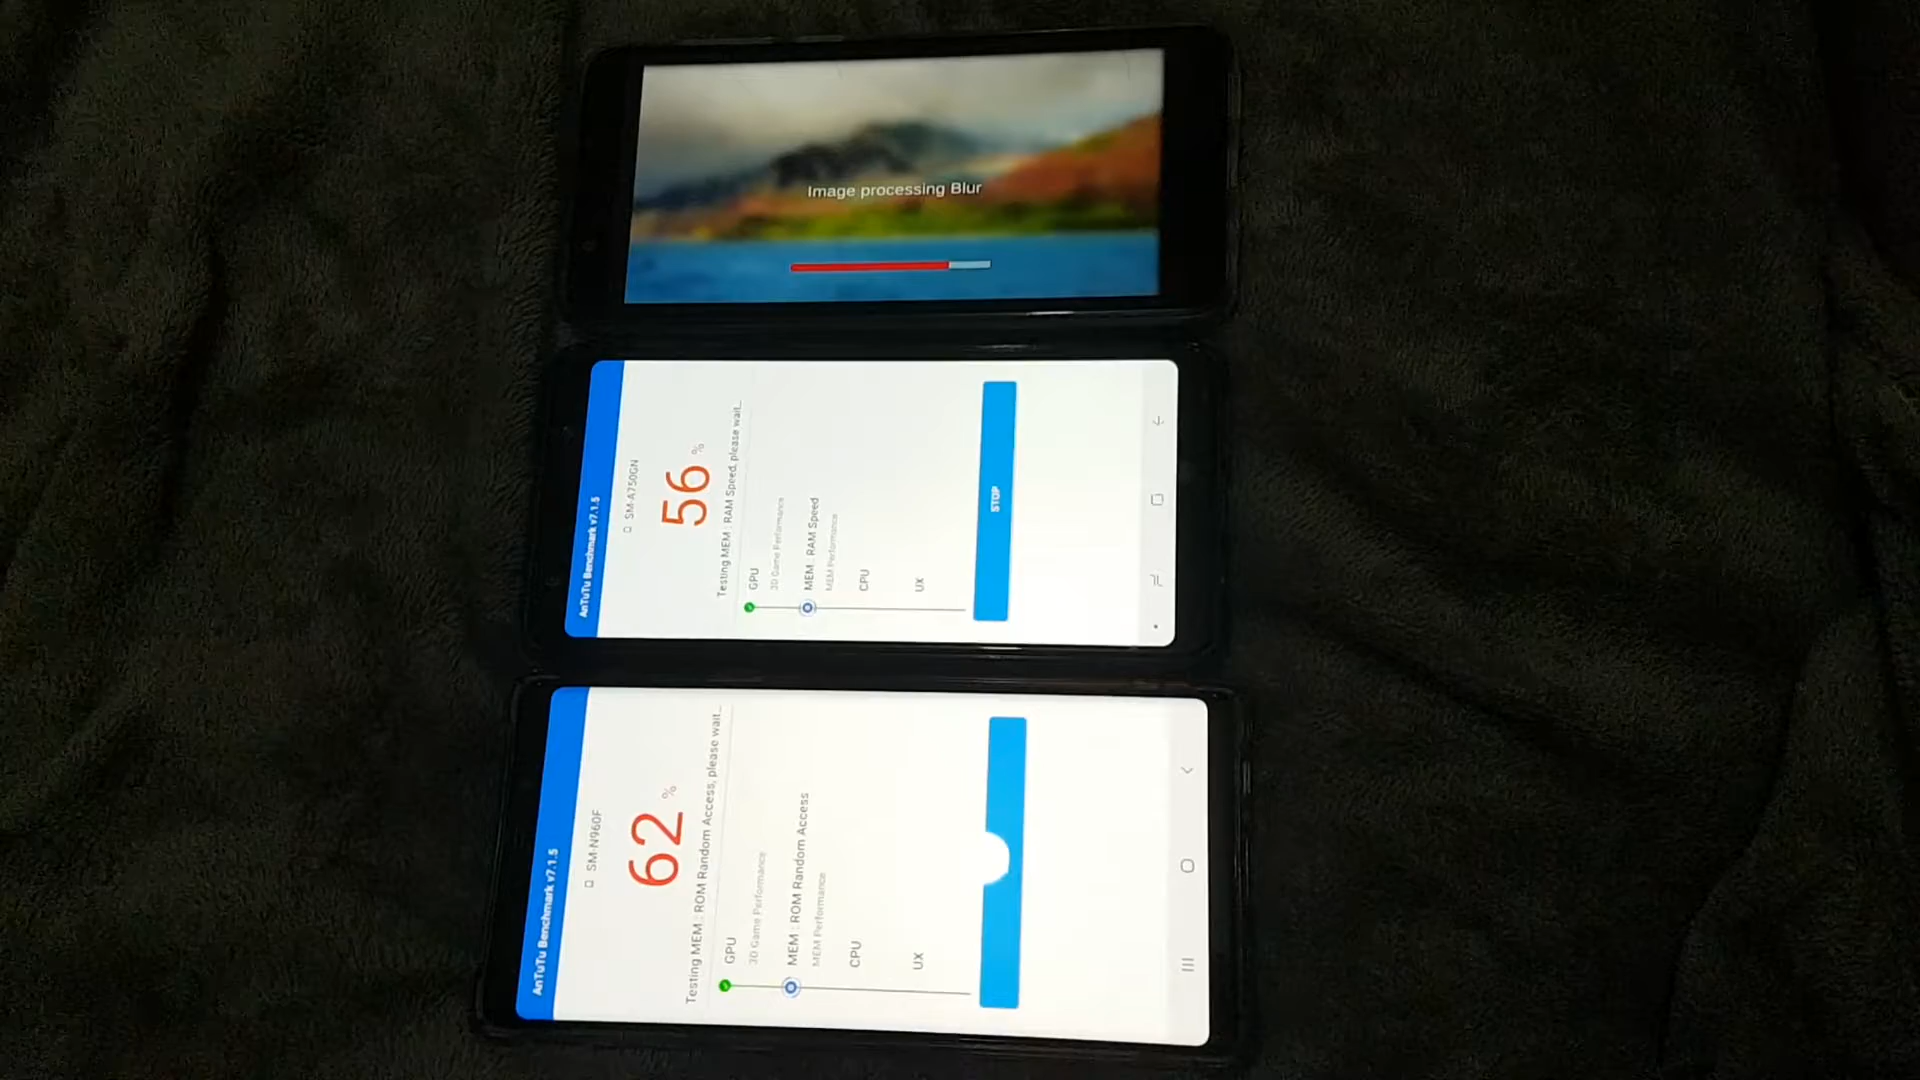 Image processing Blur
AnTuTu Benchmark v7.1.5
SM-A750GN
56 %
Testing MEM : RAM Speed, please wait...
GPU
3D Game Performance
MEM : RAM Speed
MEM Performance
CPU
UX
STOP
AnTuTu Benchmark v7.1.5
SM-N960F
62 %
Testing MEM : ROM Random Access, please wait...
GPU
3D Game Performance
MEM : ROM Random Access
MEM Performance
CPU
UX